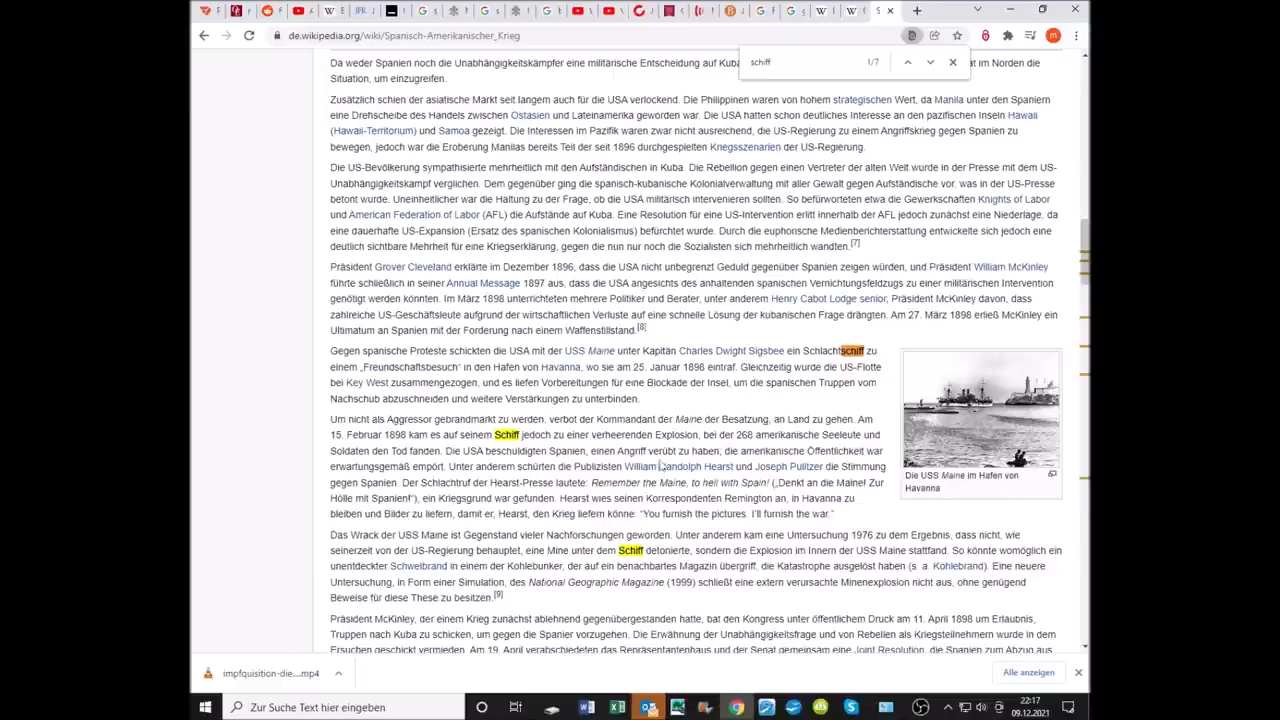 de.wikipedia.org/wiki/Spanisch-Amerikanischer_Krieg
schiff
1/7
Da weder Spanien noch die Unabhängigkeitskämpfer eine militärische Entscheidung auf Kuba
at im Norden die
Situation, um einzugreifen.
Zusätzlich schien der asiatische Markt seit langem auch für die USA verlockend. Die Philippinen waren von hohem strategischen Wert, da Manila unter den Spaniern
eine Drehscheibe des Handels zwischen Ostasien und Lateinamerika geworden war. Die USA hatten schon deutliches Interesse an den pazifischen Inseln Hawaii
(Hawaii-Territorium) und Samoa gezeigt. Die Interessen im Pazifik waren zwar nicht ausreichend, die US-Regierung zu einem Angriffskrieg gegen Spanien zu
bewegen, jedoch war die Eroberung Manilas bereits Teil der seit 1896 durchgespielten Kriegsszenarien der US-Regierung.
Die US-Bevölkerung sympathisierte mehrheitlich mit den Aufständischen in Kuba. Die Rebellion gegen einen Vertreter der alten Welt wurde in der Presse mit dem US-
Unabhängigkeitskampf verglichen. Dem gegenüber ging die spanisch-kubanische Kolonialverwaltung mit aller Gewalt gegen Aufständische vor, was in der US-Presse
betont wurde. Uneinheitlicher war die Haltung zu der Frage, ob die USA militärisch intervenieren sollten. So befürworteten etwa die Gewerkschaften Knights of Labor
und American Federation of Labor (AFL) die Aufstände auf Kuba. Eine Resolution für eine US-Intervention erlitt innerhalb der AFL jedoch zunächst eine Niederlage, da
eine dauerhafte US-Expansion (Ersatz des spanischen Kolonialismus) befürchtet wurde. Durch die euphorische Medienberichterstattung entwickelte sich jedoch eine
deutlich sichtbare Mehrheit für eine Kriegserklärung, gegen die nun nur noch die Sozialisten sich mehrheitlich wandten.[7]
Präsident Grover Cleveland erklärte im Dezember 1896, dass die USA nicht unbegrenzt Geduld gegenüber Spanien zeigen würden, und Präsident William McKinley
führte schließlich in seiner Annual Message 1897 aus, dass die USA angesichts des anhaltenden spanischen Vernichtungsfeldzugs zu einer militärischen Intervention
genötigt werden könnten. Im März 1898 unterrichteten mehrere Politiker und Berater, unter anderem Henry Cabot Lodge senior, Präsident McKinley davon, dass
zahlreiche US-Geschäftsleute aufgrund der wirtschaftlichen Verluste auf eine schnelle Lösung der kubanischen Frage drängten. Am 27. März 1898 erließ McKinley ein
Ultimatum an Spanien mit der Forderung nach einem Waffenstillstand.[8]
Gegen spanische Proteste schickten die USA mit der USS Maine unter Kapitän Charles Dwight Sigsbee ein Schlachtschiff zu
einem „Freundschaftsbesuch“ in den Hafen von Havanna, wo sie am 25. Januar 1898 eintraf. Gleichzeitig wurde die US-Flotte
bei Key West zusammengezogen, und es liefen Vorbereitungen für eine Blockade der Insel, um die spanischen Truppen vom
Nachschub abzuschneiden und weitere Verstärkungen zu unterbinden.
Um nicht als Aggressor gebrandmarkt zu werden, verbot der Kommandant der Maine der Besatzung, an Land zu gehen. Am
15. Februar 1898 kam es auf seinem Schiff jedoch zu einer verheerenden Explosion, bei der 268 amerikanische Seeleute und
Soldaten den Tod fanden. Die USA beschuldigten Spanien, einen Angriff verübt zu haben; die amerikanische Öffentlichkeit war
erwartungsgemäß empört. Unter anderem schürten die Publizisten William Randolph Hearst und Joseph Pulitzer die Stimmung
gegen Spanien. Der Schlachtruf der Hearst-Presse lautete: Remember the Maine, to hell with Spain! („Denkt an die Maine! Zur
Hölle mit Spanien!“), ein Kriegsgrund war gefunden. Hearst wies seinen Korrespondenten Remington an, in Havanna zu
bleiben und Bilder zu liefern, damit er, Hearst, den Krieg liefern könne: “You furnish the pictures. I’ll furnish the war.”
Die USS Maine im Hafen von
Havanna
Das Wrack der USS Maine ist Gegenstand vieler Nachforschungen geworden. Unter anderem kam eine Untersuchung 1976 zu dem Ergebnis, dass nicht, wie
seinerzeit von der US-Regierung behauptet, eine Mine unter dem Schiff detonierte, sondern die Explosion im Innern der USS Maine stattfand. So könnte womöglich ein
unentdeckter Schwelbrand in einem der Kohlebunker, der auf ein benachbartes Magazin übergriff, die Katastrophe ausgelöst haben (s. a. Kohlebrand). Eine neuere
Untersuchung, in Form einer Simulation, des National Geographic Magazine (1999) schließt eine extern verursachte Minenexplosion nicht aus, ohne genügend
Beweise für diese These zu besitzen.[9]
Präsident McKinley, der einem Krieg zunächst ablehnend gegenübergestanden hatte, bat den Kongress unter öffentlichem Druck am 11. April 1898 um Erlaubnis,
Truppen nach Kuba zu schicken, um gegen die Spanier vorzugehen. Die Erwähnung der Unabhängigkeitsfrage und von Rebellen als Kriegsteilnehmern wurde in dem
Ersuchen geschickt vermieden. Am 19. April verabschiedeten das Repräsentantenhaus und der Senat gemeinsam eine Joint Resolution, die Spanien zum Abzug aus
impfquisition-die....mp4
Alle anzeigen
Zur Suche Text hier eingeben
22:17
09.12.2021